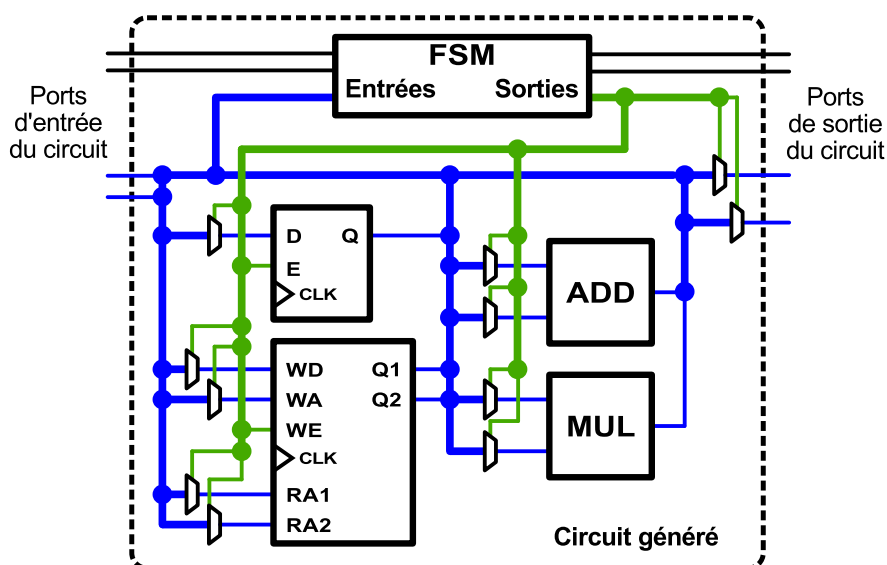 FSM
Entrées Sorties
Ports
d'entrée
du circuit
Ports
de sortie
du circuit
D Q
E
CLK
ADD
WD Q1
WA Q2
WE
CLK
RA1
RA2
MUL
Circuit généré